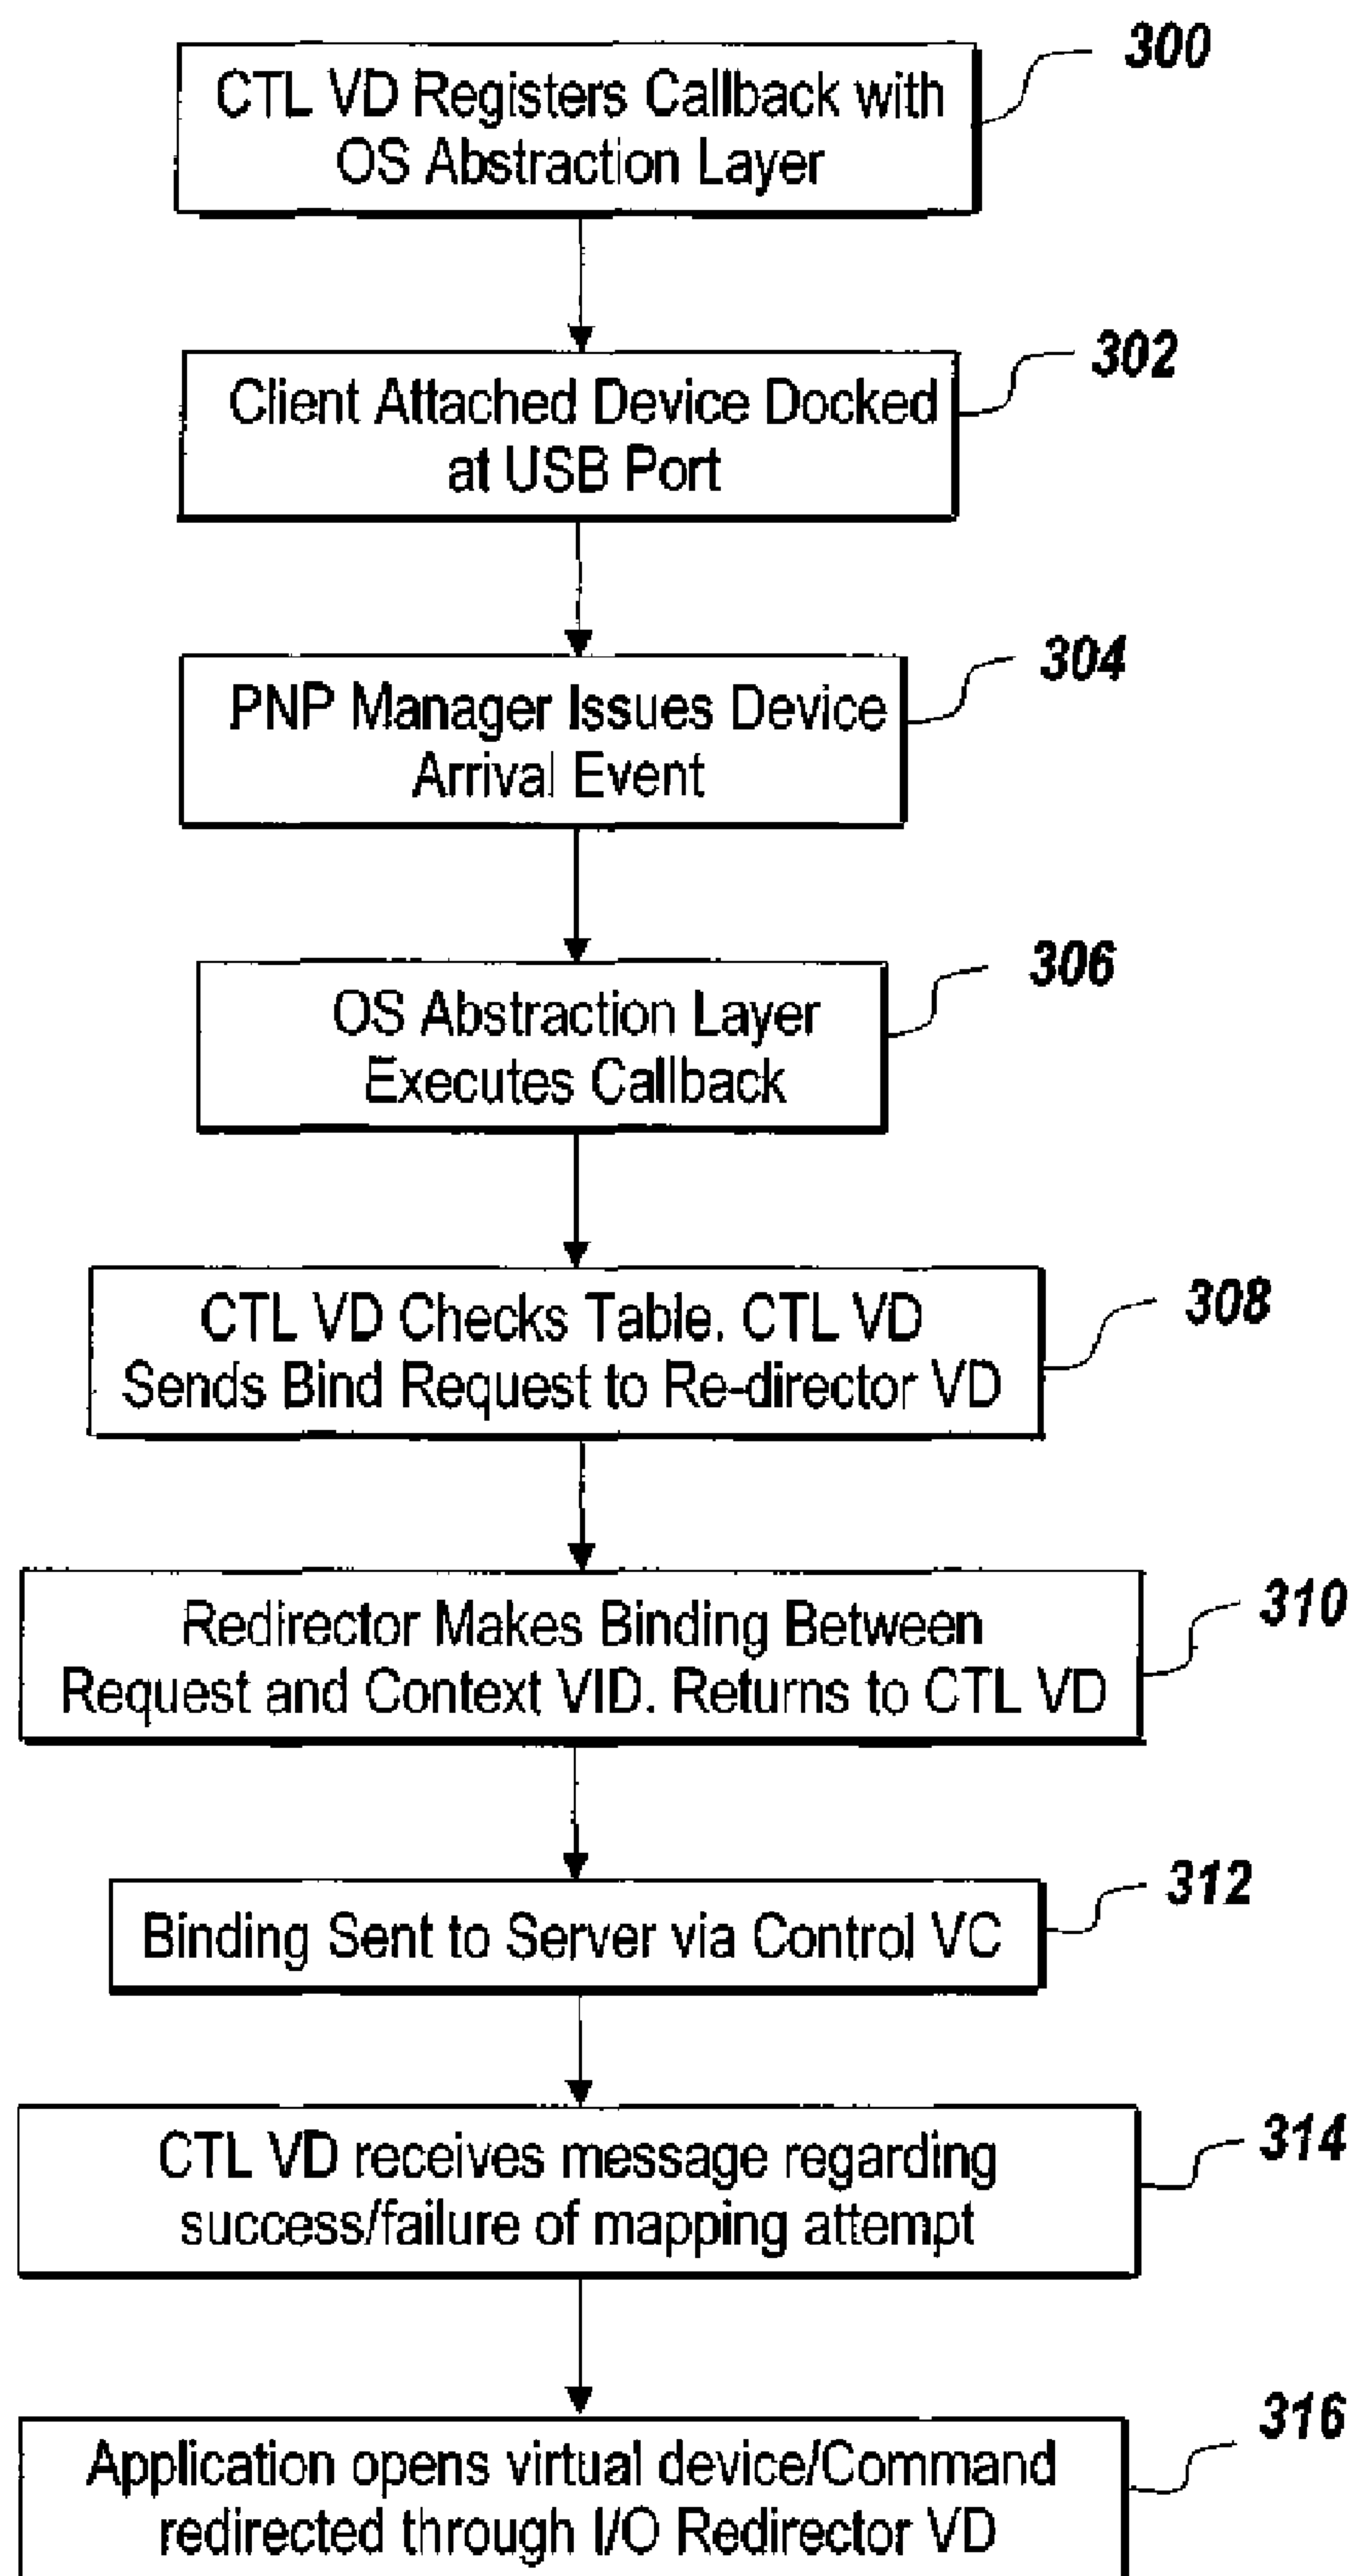 300
CTL VD Registers Callback with
OS Abstraction Layer
302
Client Attached Device Docked
at USB Port
304
PNP Manager Issues Device
Arrival Event
306
OS Abstraction Layer
Executes Callback
308
CTL VD Checks Table. CTL VD
Sends Bind Request to Re-director VD
310
Redirector Makes Binding Between
Request and Context VID. Returns to CTL VD
312
Binding Sent to Server via Control VC
314
CTL VD receives message regarding
success/failure of mapping attempt
316
Application opens virtual device/Command
redirected through I/O Redirector VD